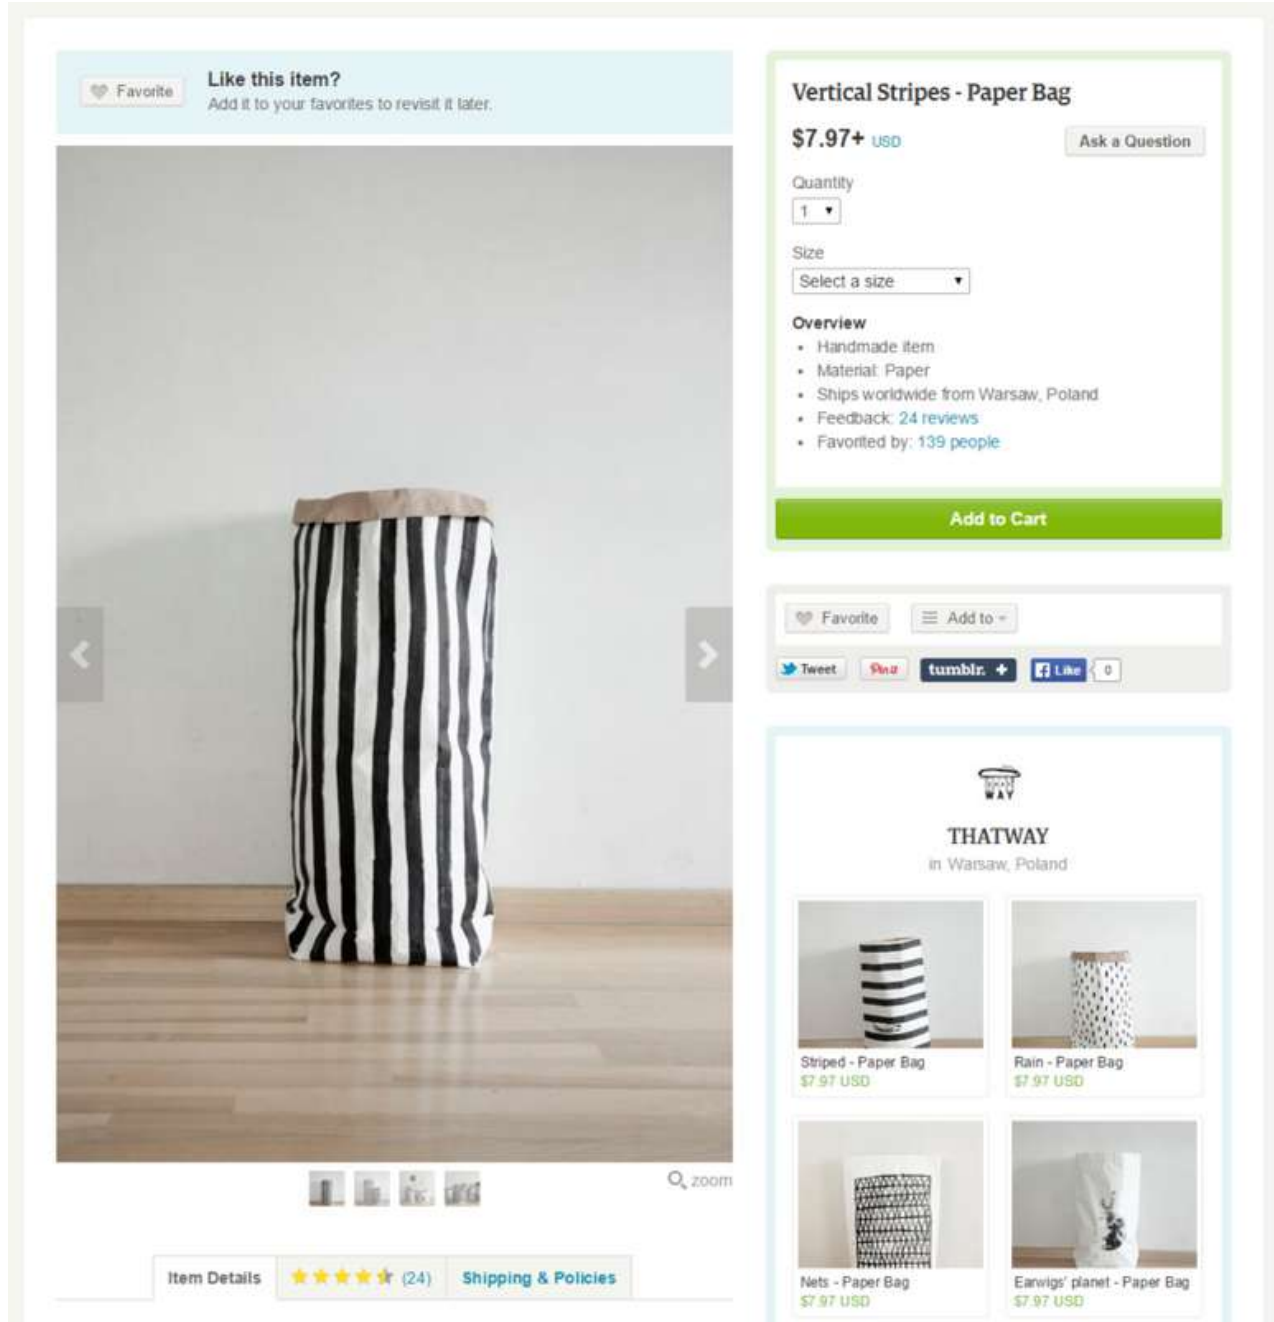 Favorite
Like this item?
Add it to your favorites to revisit it later.
Vertical Stripes - Paper Bag
$7.97+ USD
Ask a Question
Quantity
1
Size
Select a size
Overview
Handmade item
Material: Paper
Ships worldwide from Warsaw, Poland
Feedback: 24 reviews
Favorited by: 139 people
Add to Cart
Favorite
Add to
Tweet
Pin it
tumblr. +
Like
0
WAY
THATWAY
in Warsaw, Poland
Striped - Paper Bag
$7.97 USD
Rain - Paper Bag
$7.97 USD
Nets - Paper Bag
$7.97 USD
Earwigs' planet - Paper Bag
$7.97 USD
zoom
Item Details
(24)
Shipping & Policies